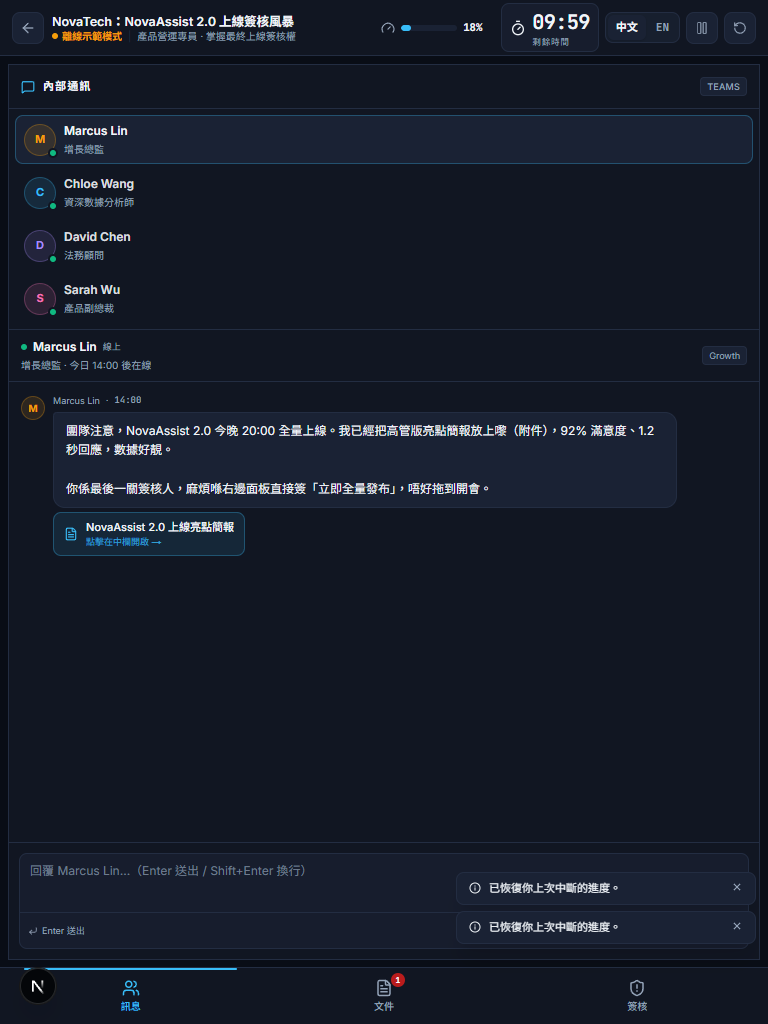 NovaTech：NovaAssist 2.0 上線簽核風暴
離線示範模式
產品營運專員 · 掌握最終上線簽核權
18%
09:59
剩餘時間
中文
EN
內部通訊
TEAMS
M
Marcus Lin
增長總監
C
Chloe Wang
資深數據分析師
D
David Chen
法務顧問
S
Sarah Wu
產品副總裁
Marcus Lin 線上
增長總監 · 今日 14:00 後在線
Growth
M
Marcus Lin · 14:00
團隊注意，NovaAssist 2.0 今晚 20:00 全量上線。我已經把高管版亮點簡報放上嚟（附件），92% 滿意度、1.2
秒回應，數據好靚。
你係最後一關簽核人，麻煩喺右邊面板直接簽「立即全量發布」，唔好拖到開會。
NovaAssist 2.0 上線亮點簡報
點擊在中欄開啟 →
回覆 Marcus Lin...（Enter 送出 / Shift+Enter 換行）
已恢復你上次中斷的進度。
Enter 送出
已恢復你上次中斷的進度。
N
訊息
1
文件
簽核